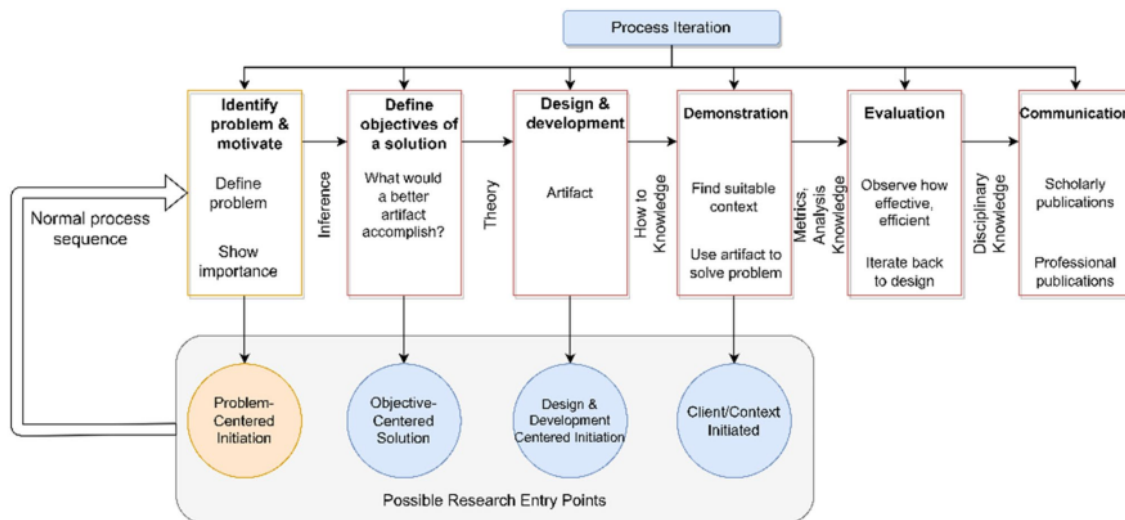 Process Iteration
Identify
problem &
motivate
Define
problem
Show
importance
Inference
Define
objectives of
a solution
What would
a better
artifact
accomplish?
Theory
Design &
development
Artifact
How to
Knowledge
Demonstration
Find suitable
context
Use artifact to
solve problem
Metrics,
Analysis
Knowledge
Evaluation
Observe how
effective,
efficient
Iterate back
to design
Disciplinary
Knowledge
Communication
Scholarly
publications
Professional
publications
Normal process
sequence
Problem-
Centered
Initiation
Objective-
Centered
Solution
Design &
Development
Centered Initiation
Client/Context
Initiated
Possible Research Entry Points